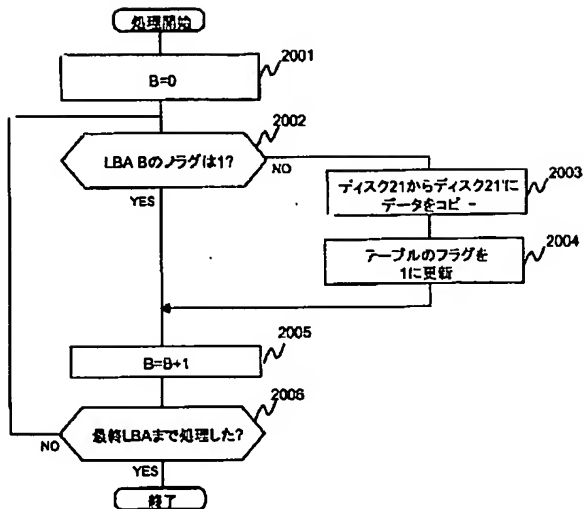 処理開始
2001
B=0
2002
LBA Bのフラグは1?
NO
YES
2003
ディスク21からディスク21'に
データをコピー
2004
テーブルのフラグを
1に更新
2005
B=B+1
2006
最終LBAまで処理した?
NO
YES
終了